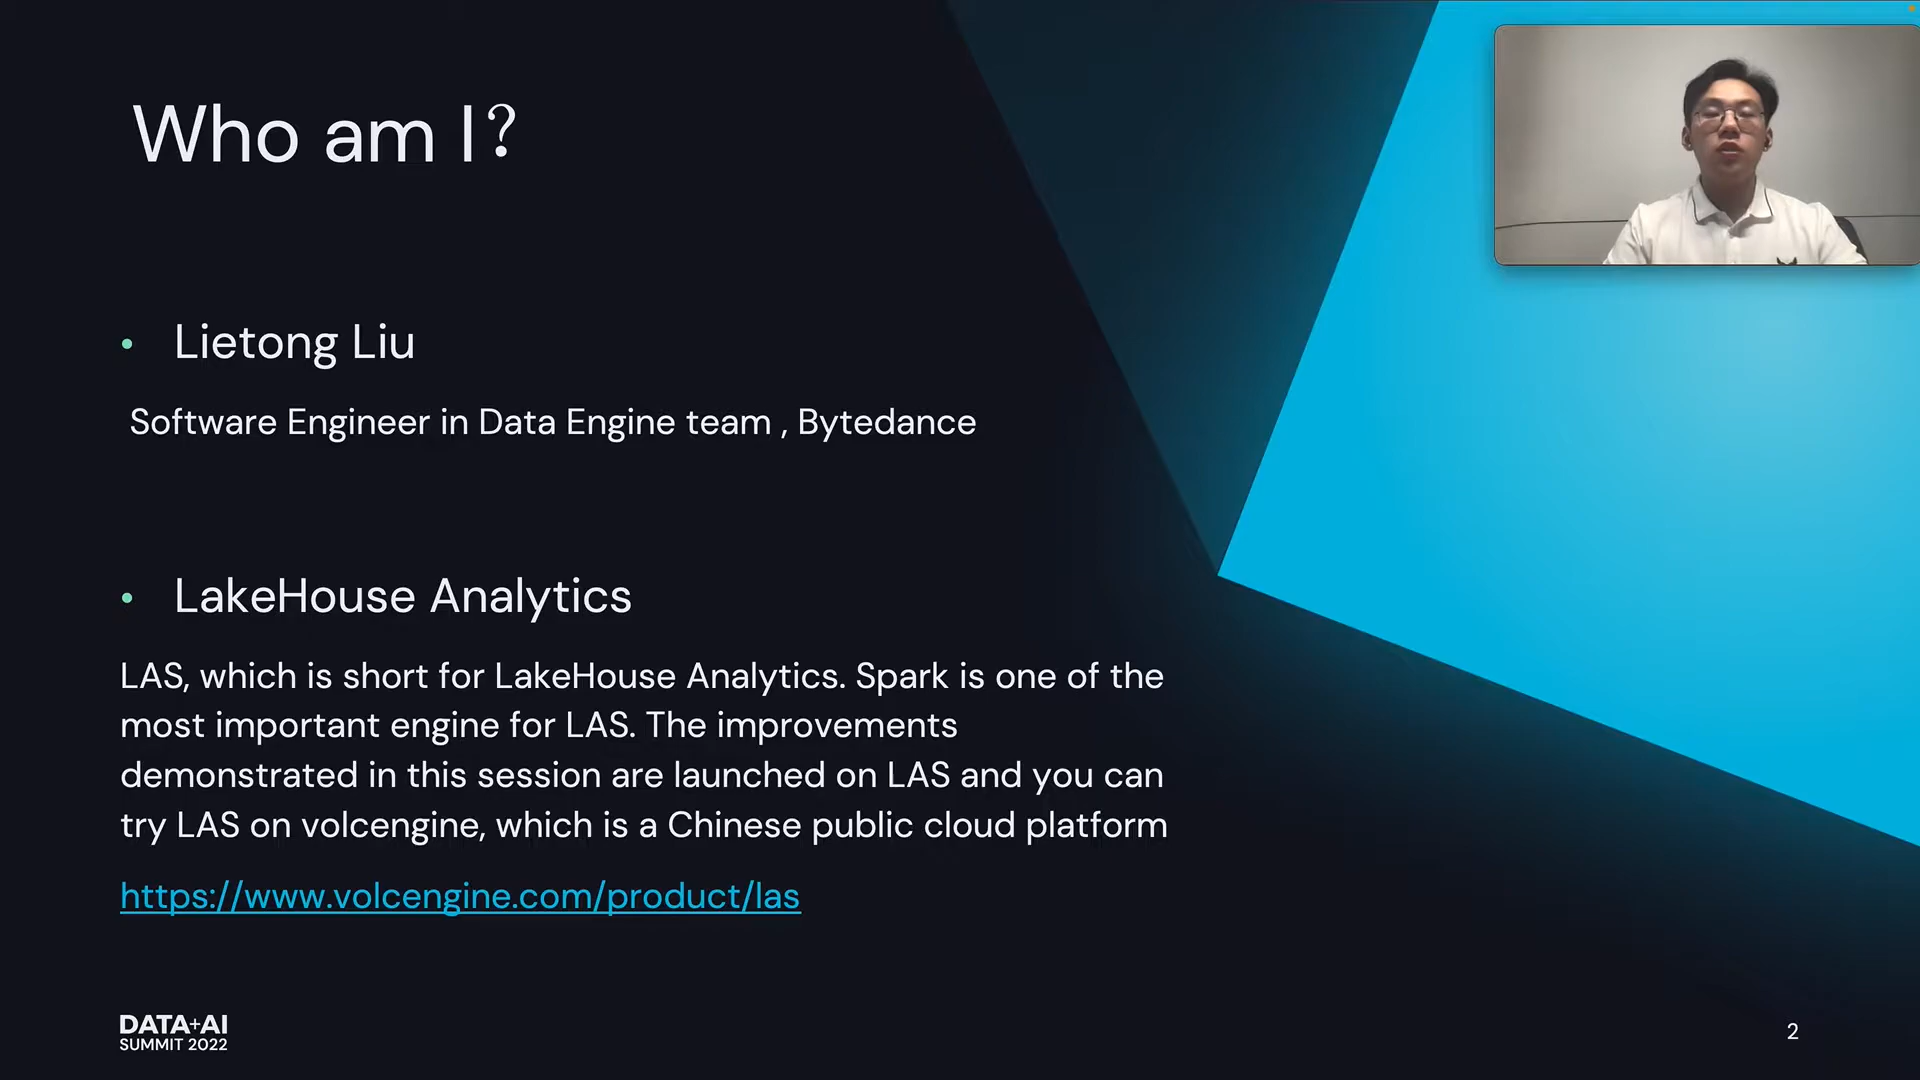 Who am I？
• Lietong Liu
Software Engineer in Data Engine team , Bytedance
• LakeHouse Analytics
LAS, which is short for LakeHouse Analytics. Spark is one of the
most important engine for LAS. The improvements
demonstrated in this session are launched on LAS and you can
try LAS on volcengine, which is a Chinese public cloud platform
https://www.volcengine.com/product/las
DATA+AI
SUMMIT 2022
2